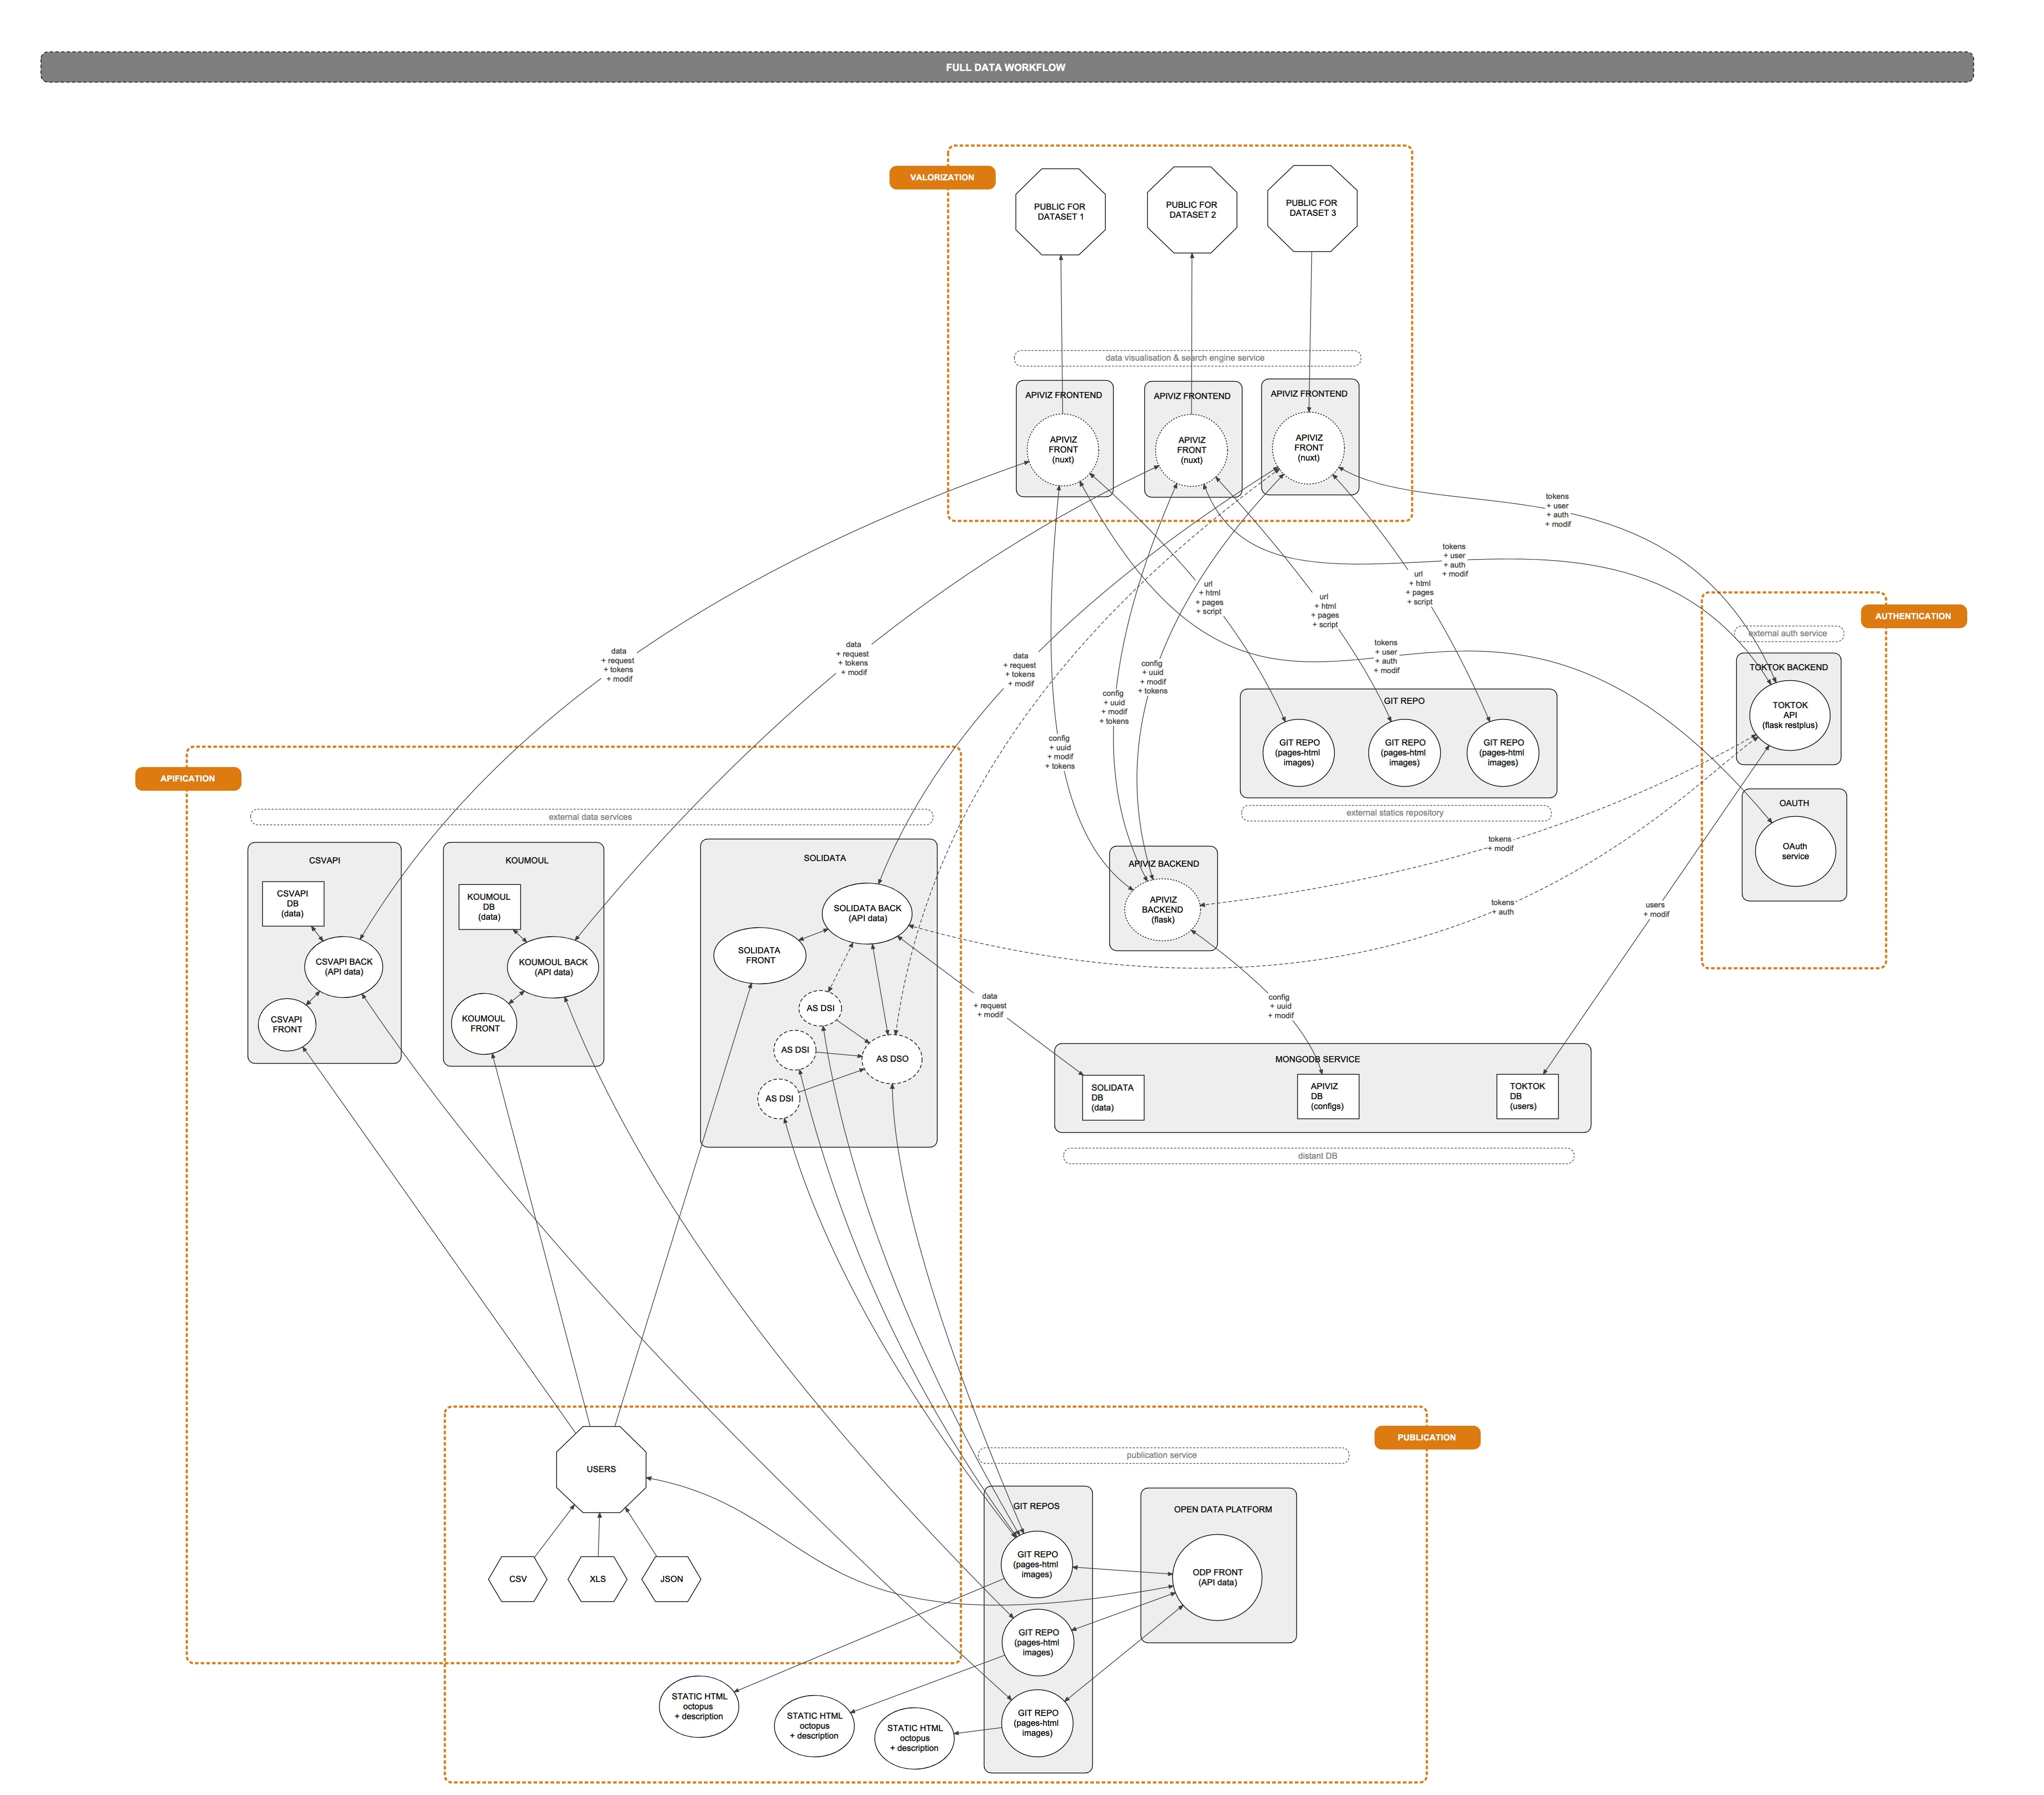 FULL DATA WORKFLOW
VALORIZATION
PUBLIC FOR
DATASET 1
PUBLIC FOR
DATASET 2
PUBLIC FOR
DATASET 3
data visualisation & search engine service
APIVIZ FRONTEND
APIVIZ
FRONT
(nuxt)
APIVIZ FRONTEND
APIVIZ
FRONT
(nuxt)
APIVIZ FRONTEND
APIVIZ
FRONT
(nuxt)
tokens
+ user
+ auth
+ modif
tokens
+ user
+ auth
+ modif
url
+ html
+ pages
+ script
url
+ html
+ pages
+ script
url
+ html
+ pages
+ script
tokens
+ user
+ auth
+ modif
data
+ request
+ tokens
+ modif
data
+ request
+ tokens
+ modif
data
+ request
+ tokens
+ modif
config
+ uuid
+ modif
+ tokens
config
+ uuid
+ modif
+ tokens
config
+ uuid
+ modif
+ tokens
AUTHENTICATION
external auth service
TOKTOK BACKEND
TOKTOK
API
(flask restplus)
OAUTH
OAuth
service
GIT REPO
GIT REPO
(pages-html
images)
GIT REPO
(pages-html
images)
GIT REPO
(pages-html
images)
external statics repository
APIFICATION
external data services
CSVAPI
CSVAPI
DB
(data)
CSVAPI BACK
(API data)
CSVAPI
FRONT
KOUMOUL
KOUMOUL
DB
(data)
KOUMOUL BACK
(API data)
KOUMOUL
FRONT
SOLIDATA
SOLIDATA BACK
(API data)
SOLIDATA
FRONT
AS DSI
AS DSI
AS DSI
AS DSO
APIVIZ BACKEND
APIVIZ
BACKEND
(flask)
tokens
+ modif
tokens
+ auth
users
+ modif
data
+ request
+ modif
config
+ uuid
+ modif
MONGODB SERVICE
SOLIDATA
DB
(data)
APIVIZ
DB
(configs)
TOKTOK
DB
(users)
distant DB
PUBLICATION
publication service
USERS
CSV
XLS
JSON
GIT REPOS
GIT REPO
(pages-html
images)
GIT REPO
(pages-html
images)
GIT REPO
(pages-html
images)
OPEN DATA PLATFORM
ODP FRONT
(API data)
STATIC HTML
octopus
+ description
STATIC HTML
octopus
+ description
STATIC HTML
octopus
+ description